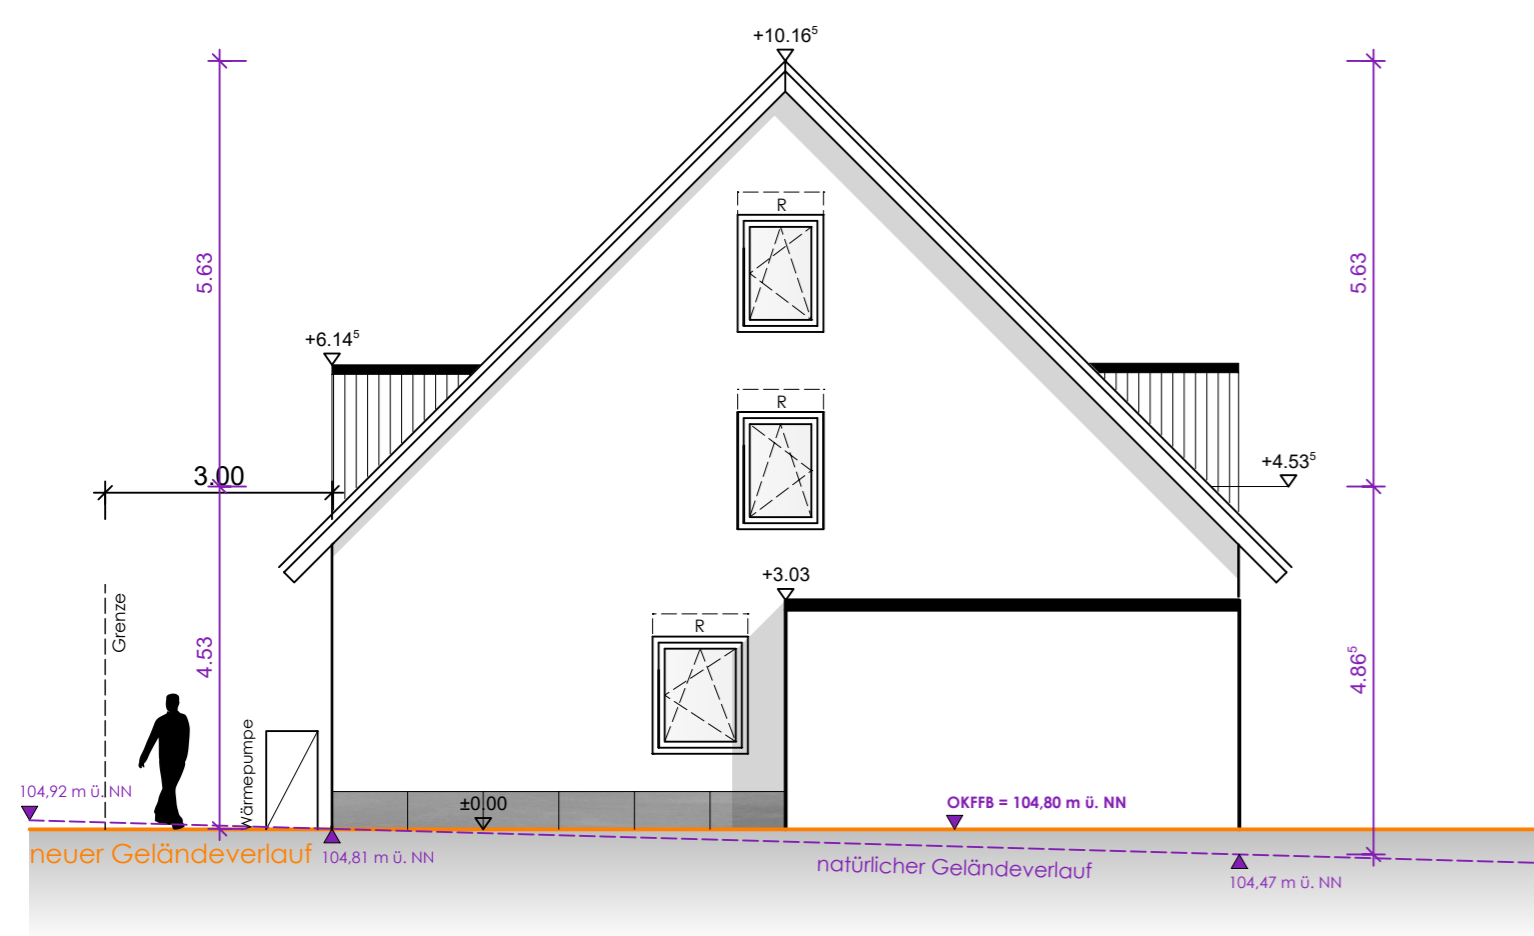 +10.16⁵
5.63
5.63
R
+6.14⁵
R
+4.53⁵
3.00
+3.03
Grenze
R
4.53
4.86⁵
Wärmepumpe
104,92 m ü. NN
±0.00
OKFFB = 104,80 m ü. NN
neuer Geländeverlauf
104,81 m ü. NN
natürlicher Geländeverlauf
104,47 m ü. NN